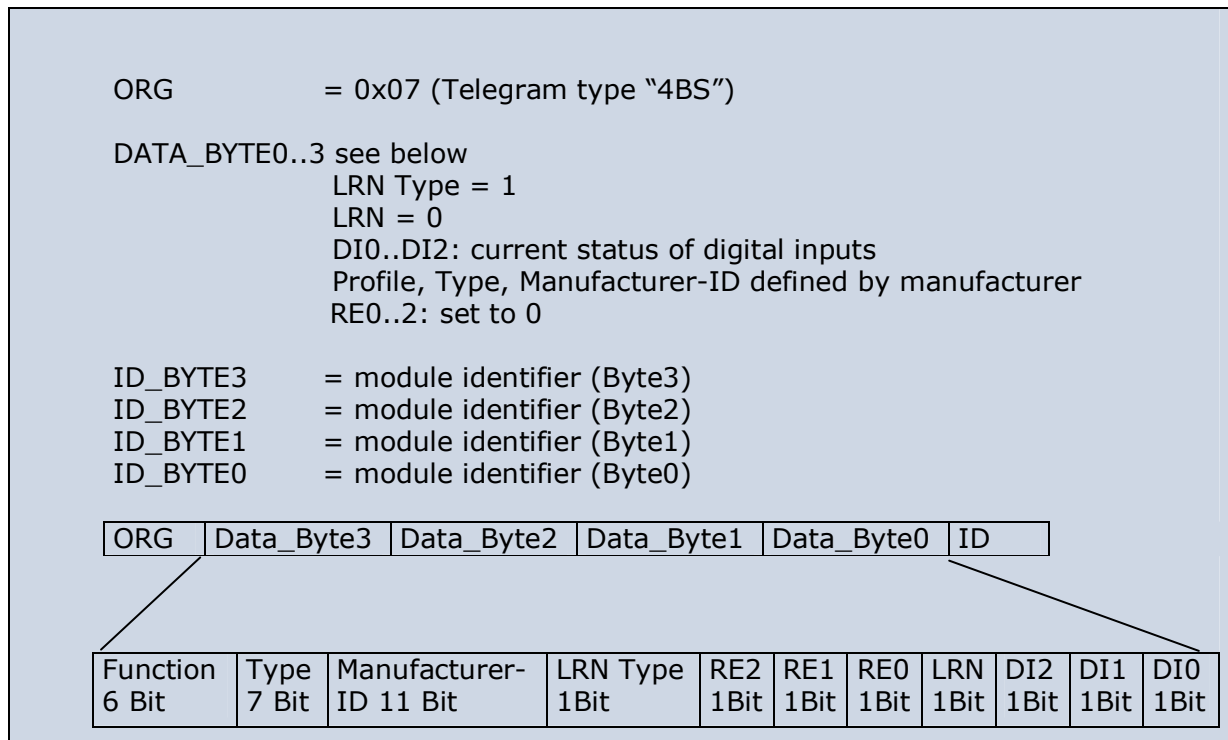 ORG = 0x07 (Telegram type “4BS”)
DATA_BYTE0..3 see below
LRN Type = 1
LRN = 0
DI0..DI2: current status of digital inputs
Profile, Type, Manufacturer-ID defined by manufacturer
RE0..2: set to 0
ID_BYTE3 = module identifier (Byte3)
ID_BYTE2 = module identifier (Byte2)
ID_BYTE1 = module identifier (Byte1)
ID_BYTE0 = module identifier (Byte0)
ORG Data_Byte3 Data_Byte2 Data_Byte1 Data_Byte0 ID
Function Type Manufacturer- LRN Type RE2 RE1 RE0 LRN DI2 DI1 DI0
6 Bit 7 Bit ID 11 Bit 1Bit 1Bit 1Bit 1Bit 1Bit 1Bit 1Bit 1Bit